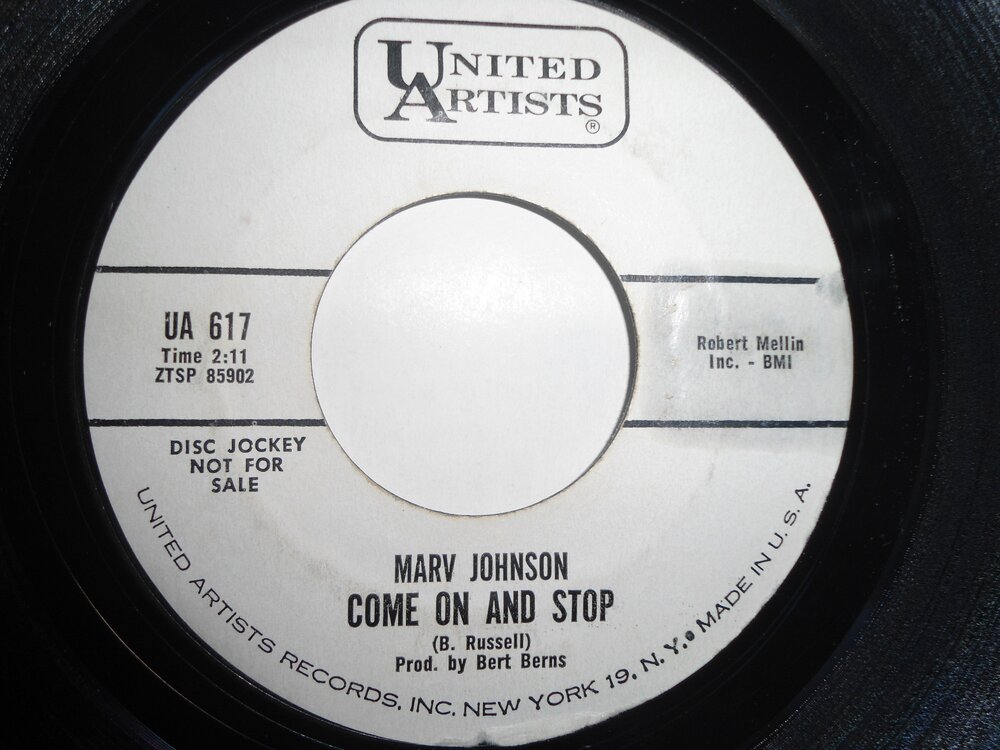 UNITED
ARTISTS ®
UA 617
Time 2:11
ZTSP 85902
Robert Mellin
Inc. - BMI
DISC JOCKEY
NOT FOR
SALE
MARV JOHNSON
COME ON AND STOP
(B. Russell)
Prod. by Bert Berns
UNITED ARTISTS RECORDS, INC. NEW YORK 19, N.Y. • MADE IN U.S.A.